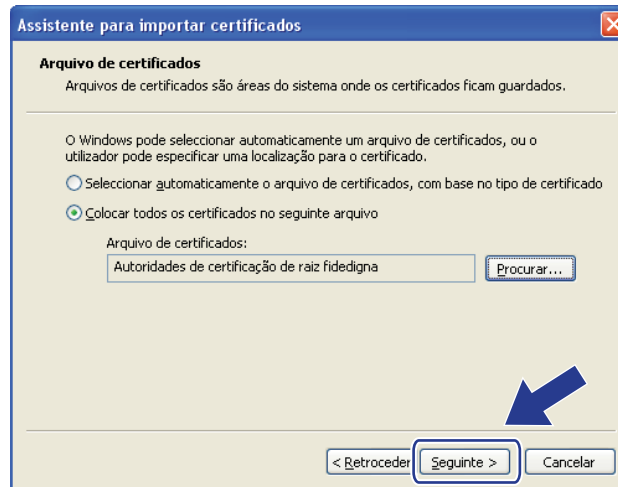 Assistente para importar certificados
Arquivo de certificados
Arquivos de certificados são áreas do sistema onde os certificados ficam guardados.
O Windows pode seleccionar automaticamente um arquivo de certificados, ou o
utilizador pode especificar uma localização para o certificado.
Seleccionar automaticamente o arquivo de certificados, com base no tipo de certificado
Colocar todos os certificados no seguinte arquivo
Arquivo de certificados:
Autoridades de certificação de raiz fidedigna
Procurar...
< Retroceder
Seguinte >
Cancelar